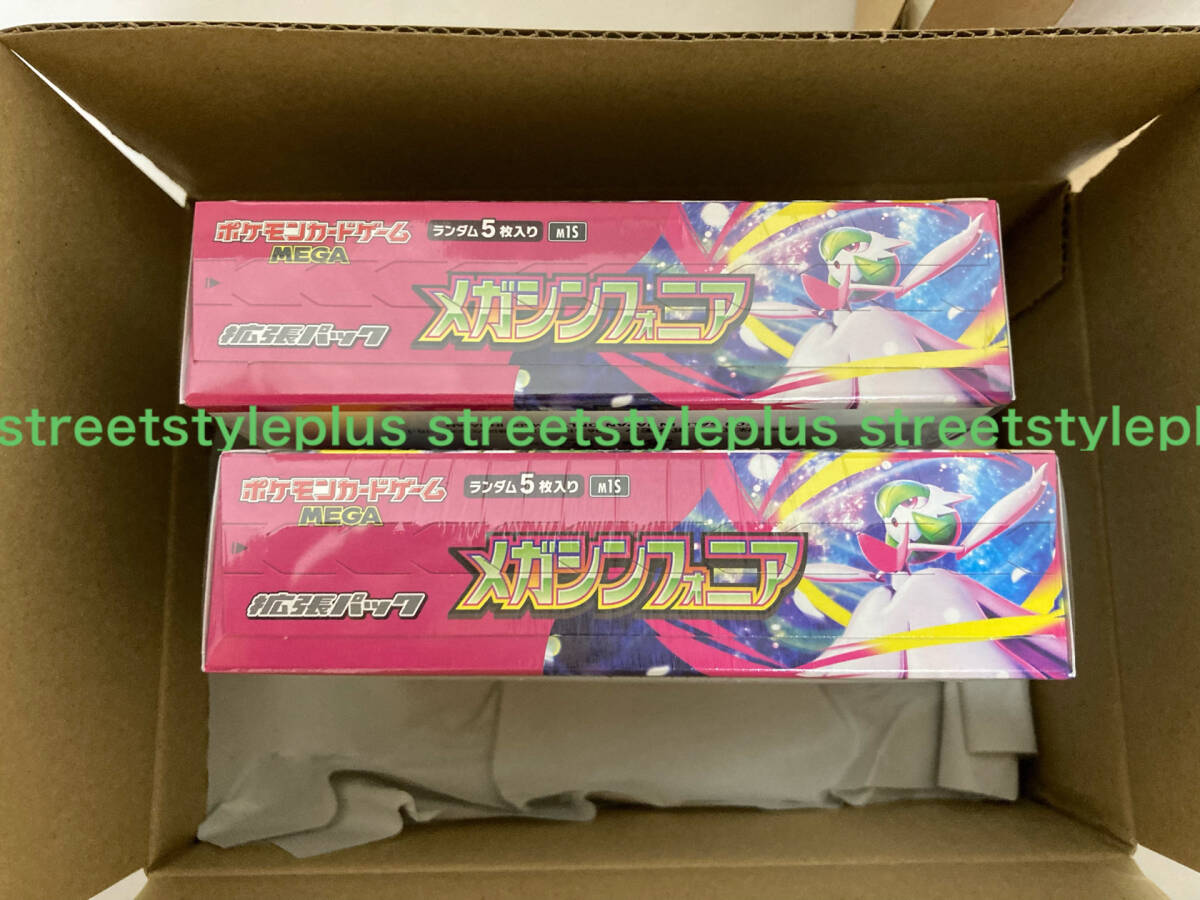 ポケモンカードゲーム
MEGA
ランダム5枚入り M1S
拡張パック
メガシンフォニア
streetstyleplus streetstyleplus streetstylepl
ポケモンカードゲーム
MEGA
ランダム5枚入り M1S
拡張パック
メガシンフォニア